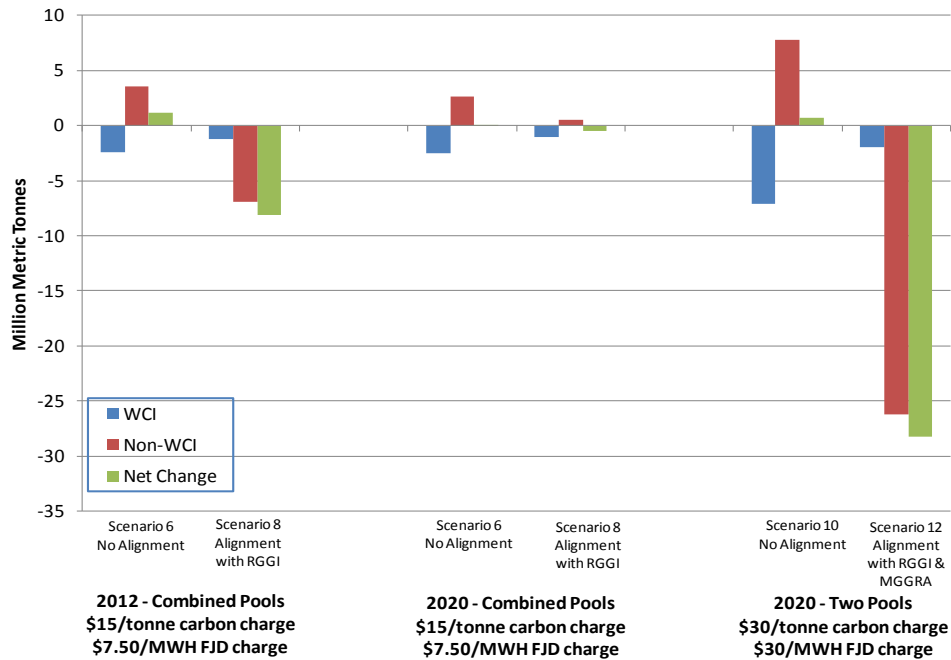 10
5
0
-5
-10
-15
-20
-25
-30
-35
Million Metric Tonnes
WCI
Non-WCI
Net Change
Scenario 6
No Alignment
Scenario 8
Alignment
with RGGI
Scenario 6
No Alignment
Scenario 8
Alignment
with RGGI
Scenario 10
No Alignment
Scenario 12
Alignment
with RGGI &
MGGRA
2012 - Combined Pools
$15/tonne carbon charge
$7.50/MWH FJD charge
2020 - Combined Pools
$15/tonne carbon charge
$7.50/MWH FJD charge
2020 - Two Pools
$30/tonne carbon charge
$30/MWH FJD charge